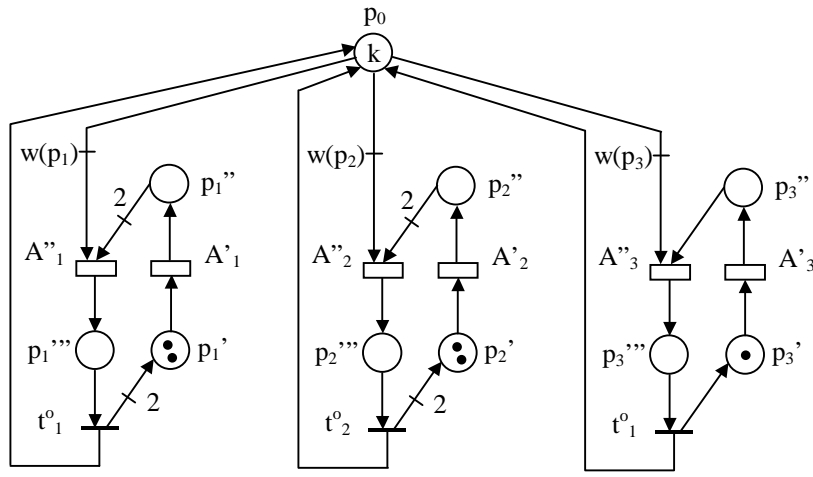 p0
k
w(p1)
2
p1”
A”1
A’1
p1’”
p1’
2
to1
w(p2)
2
p2”
A”2
A’2
p2’”
p2’
2
to2
w(p3)
p3”
A”3
A’3
p3’”
p3’
to1